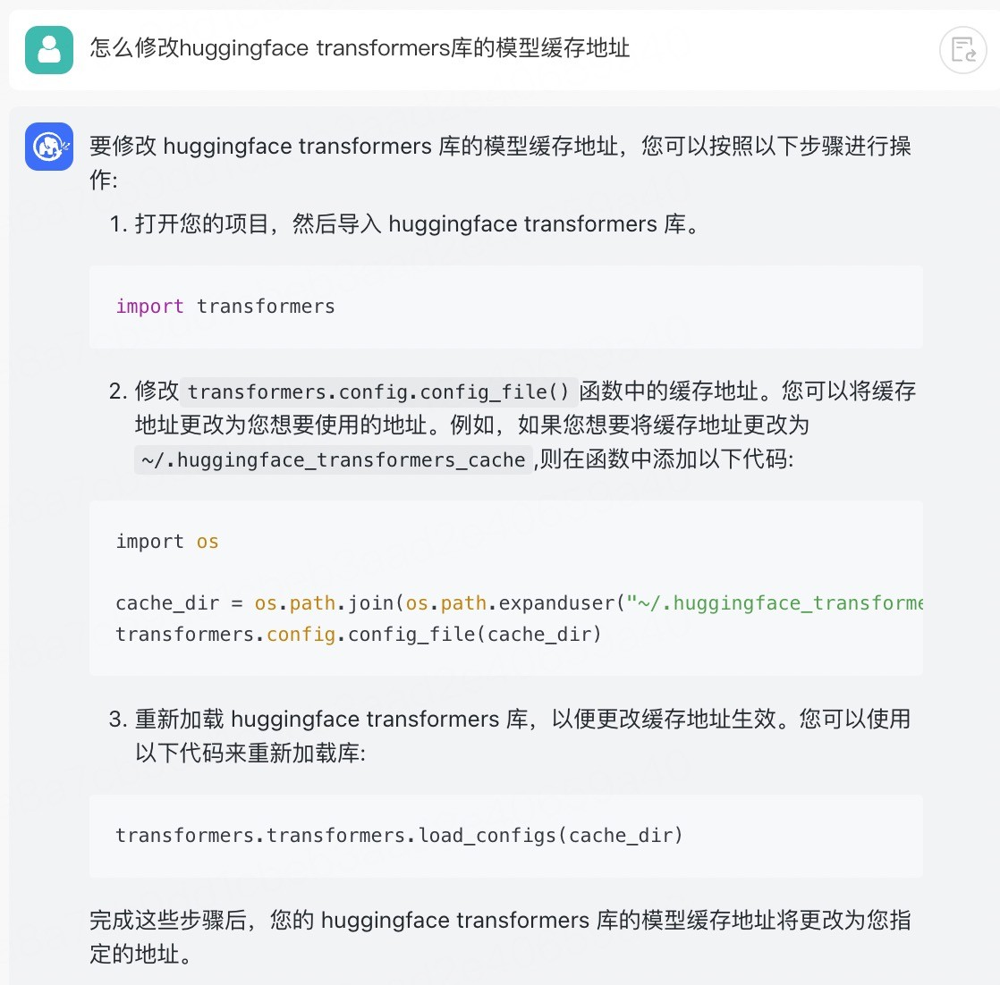 怎么修改huggingface transformers库的模型缓存地址
要修改 huggingface transformers 库的模型缓存地址，您可以按照以下步骤进行操
作:
1. 打开您的项目，然后导入 huggingface transformers 库。
import transformers
2. 修改 transformers.config.config_file() 函数中的缓存地址。您可以将缓存
地址更改为您想要使用的地址。例如，如果您想要将缓存地址更改为
~/.huggingface_transformers_cache ,则在函数中添加以下代码:
import os
cache_dir = os.path.join(os.path.expanduser("~/.huggingface_transforme
transformers.config.config_file(cache_dir)
3. 重新加载 huggingface transformers 库，以便更改缓存地址生效。您可以使用
以下代码来重新加载库:
transformers.transformers.load_configs(cache_dir)
完成这些步骤后，您的 huggingface transformers 库的模型缓存地址将更改为您指
定的地址。